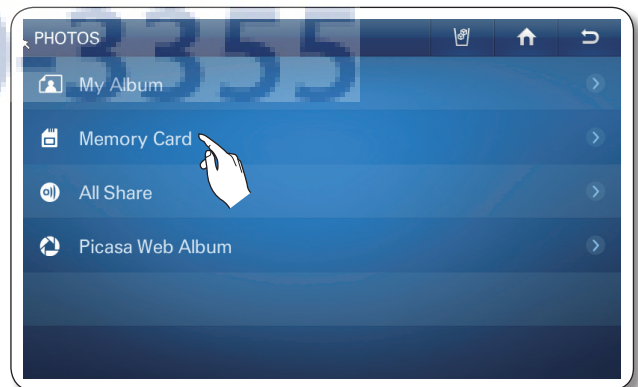 PHOTOS
-3355
My Album
Memory Card
All Share
Picasa Web Album